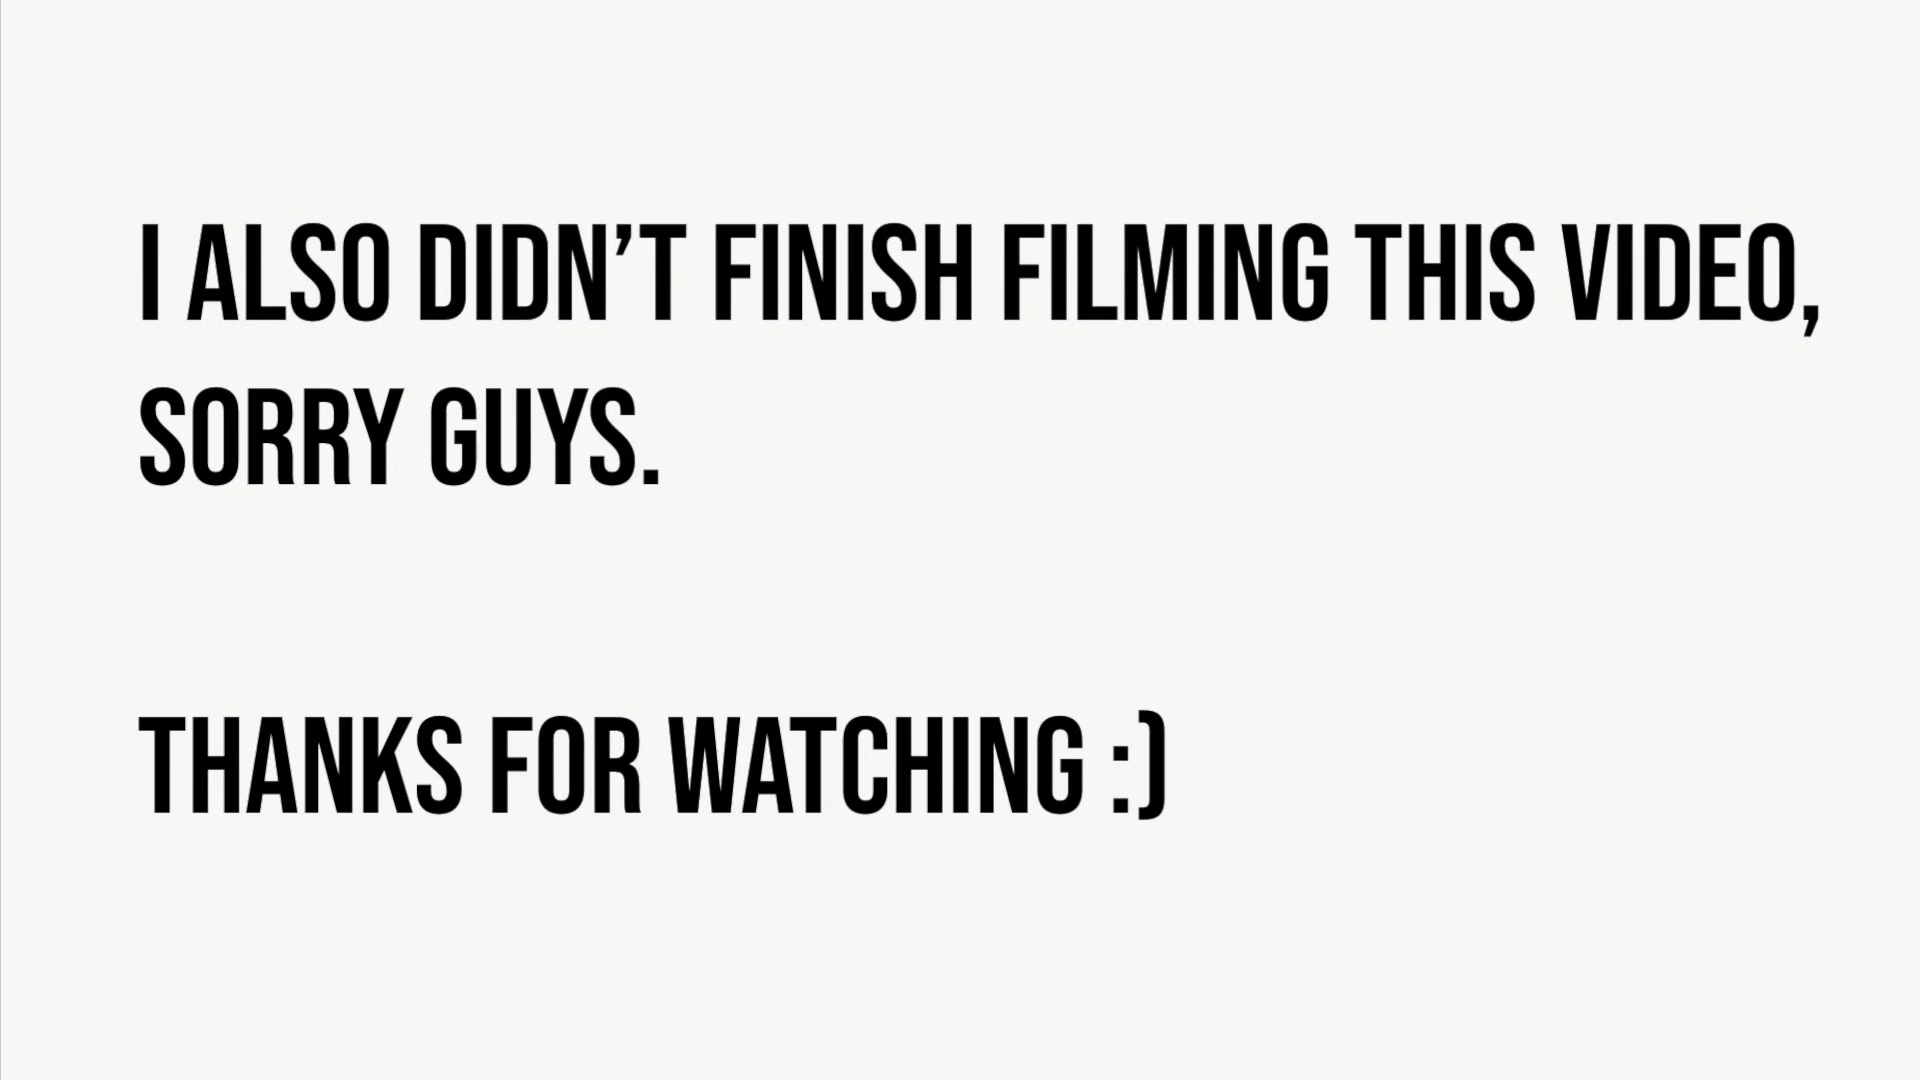 I ALSO DIDN’T FINISH FILMING THIS VIDEO,
SORRY GUYS.
THANKS FOR WATCHING :)